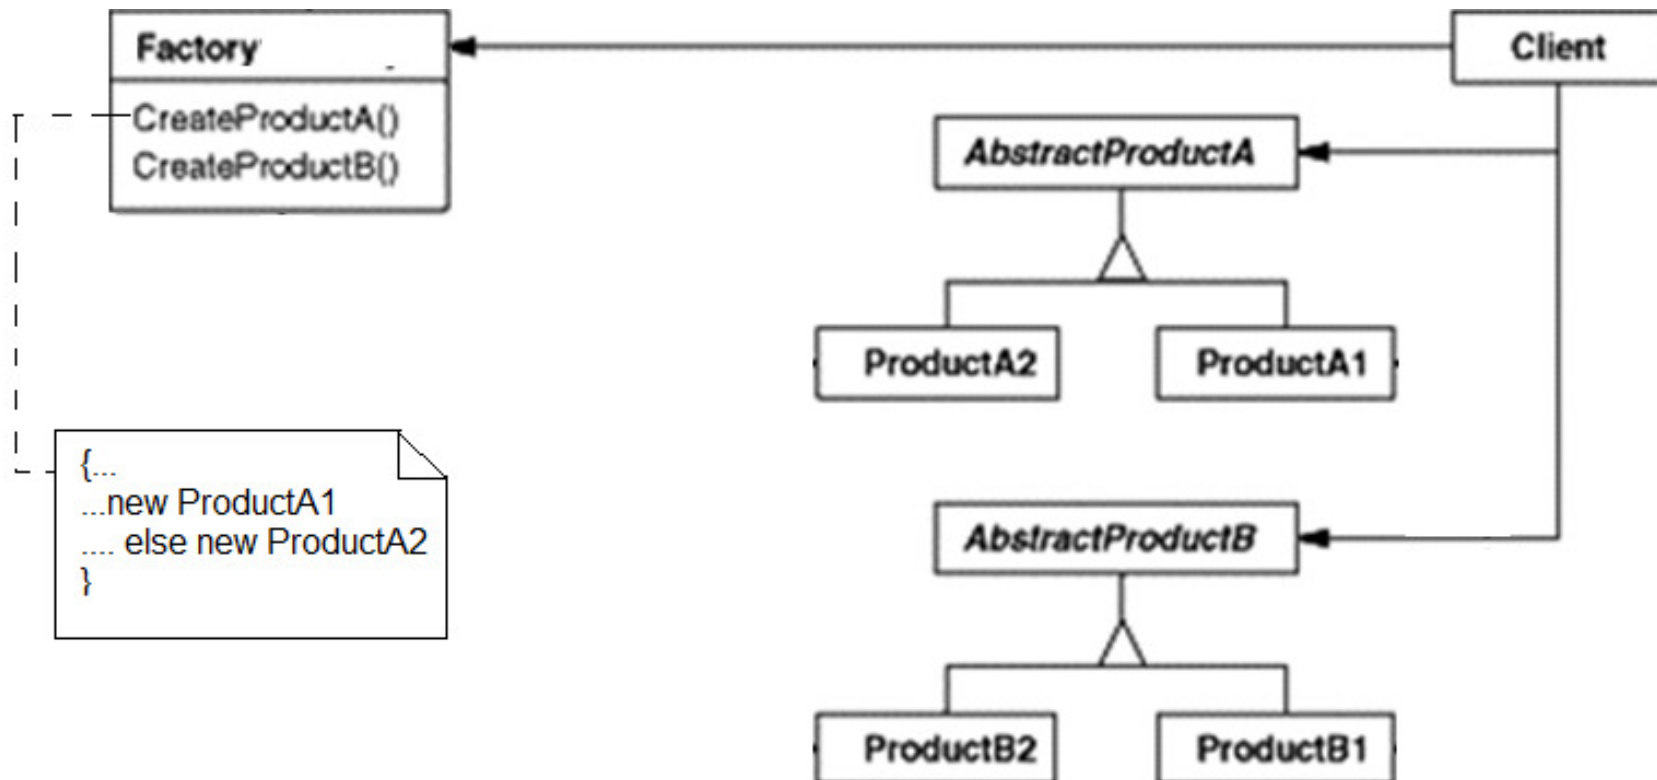 Factory
Client
CreateProductA()
CreateProductB()
AbstractProductA
ProductA2
ProductA1
{...
...new ProductA1
.... else new ProductA2
}
AbstractProductB
ProductB2
ProductB1